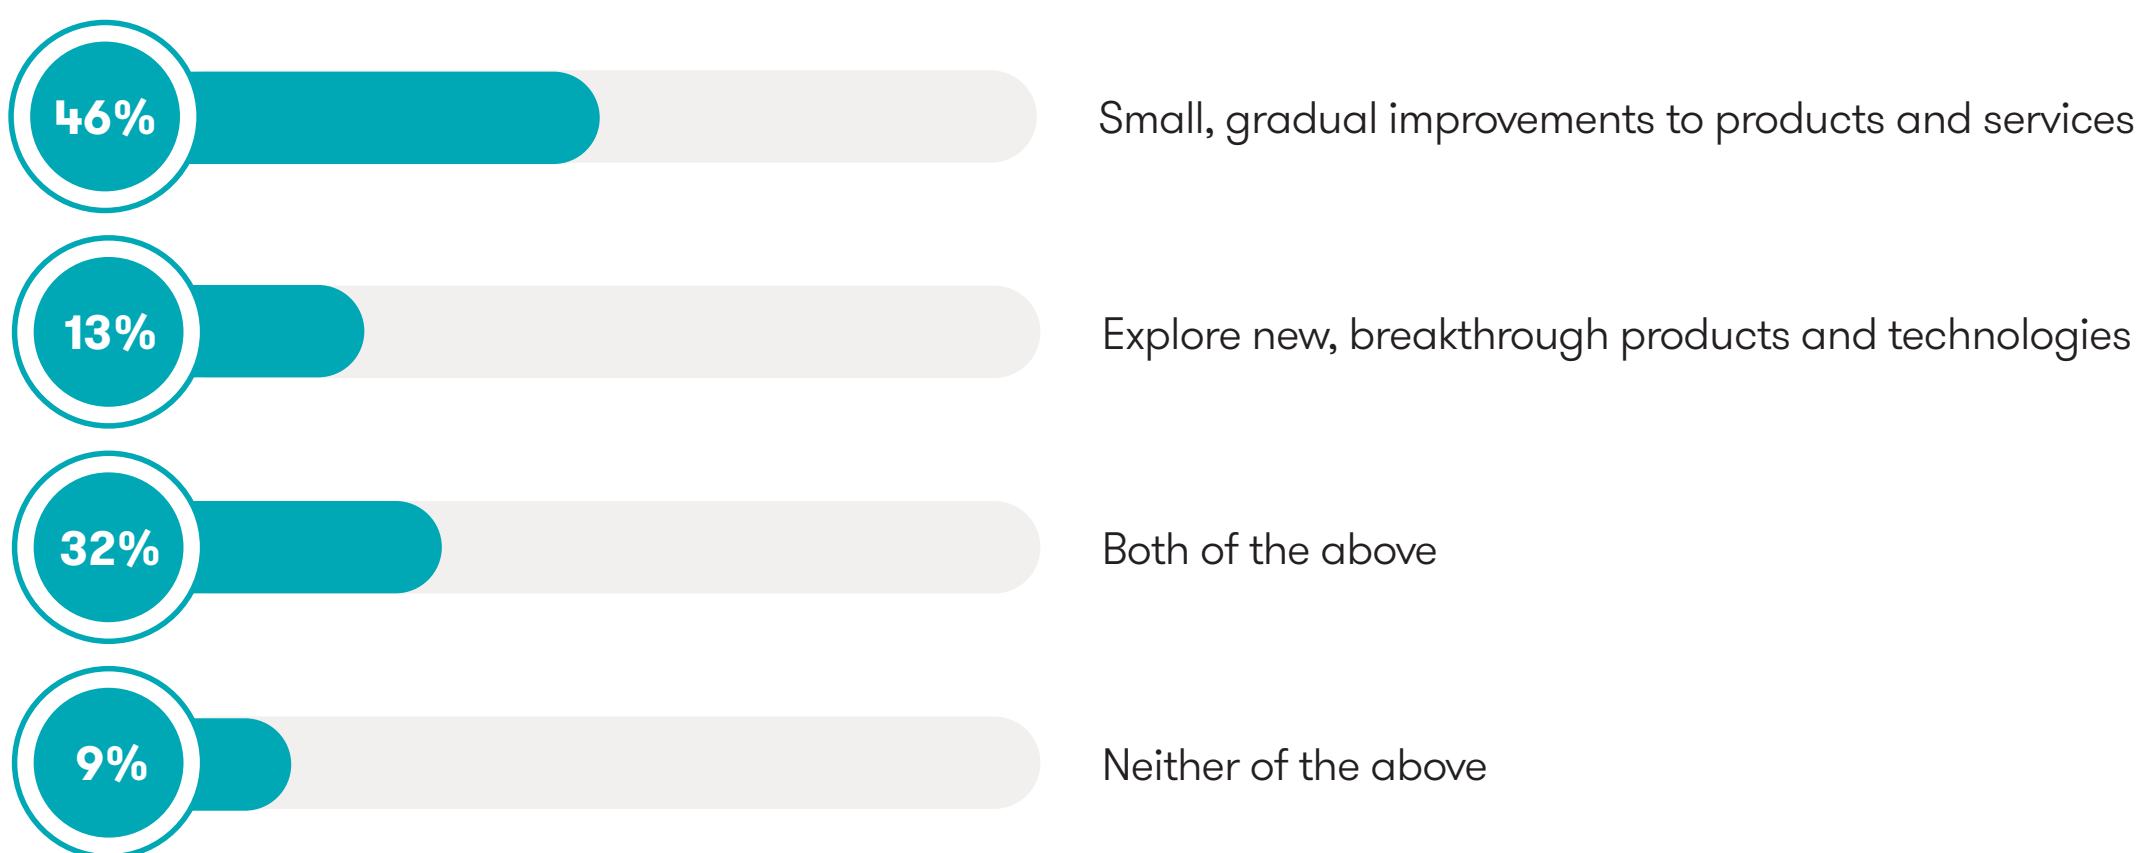 46% Small, gradual improvements to products and services
13% Explore new, breakthrough products and technologies
32% Both of the above
9% Neither of the above